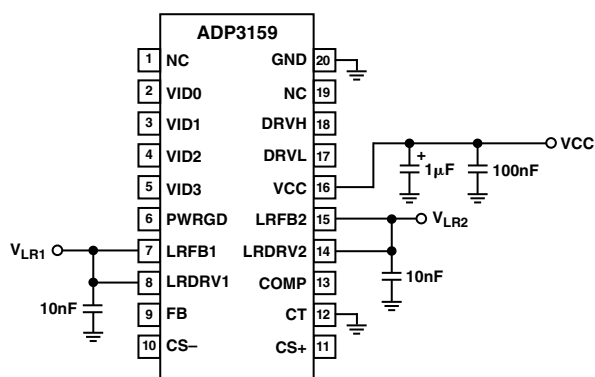 ADP3159
1 NC GND 20
2 VID0 NC 19
3 VID1 DRVH 18
4 VID2 DRVL 17
5 VID3 VCC 16
6 PWRGD LRFB2 15
7 LRFB1 LRDRV2 14
8 LRDRV1 COMP 13
9 FB CT 12
10 CS– CS+ 11
VCC
+
1μF
100nF
VLR2
10nF
VLR1
10nF